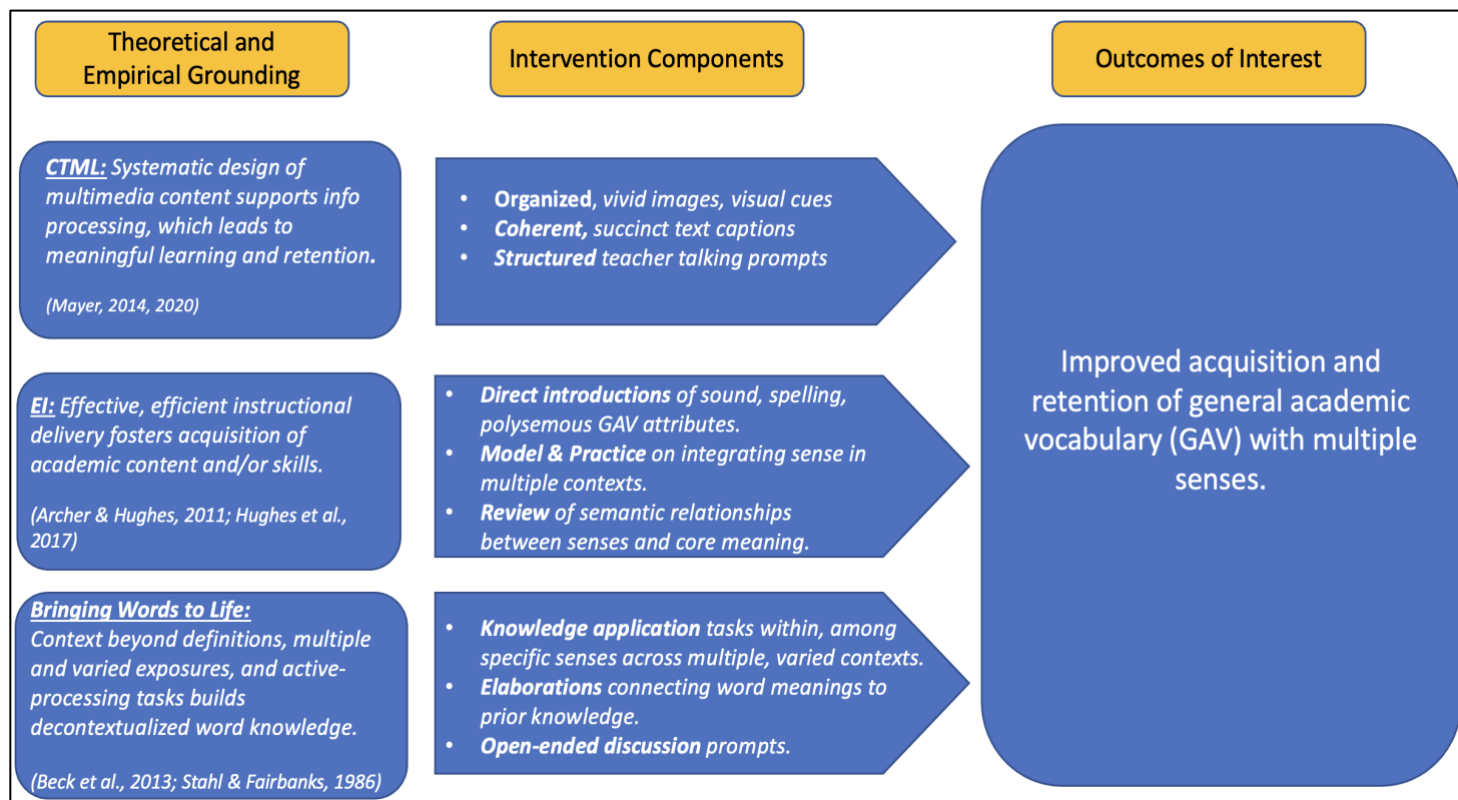 Theoretical and
Empirical Grounding
Intervention Components
Outcomes of Interest
CTML: Systematic design of
multimedia content supports info
processing, which leads to
meaningful learning and retention.
(Mayer, 2014, 2020)
• Organized, vivid images, visual cues
• Coherent, succinct text captions
• Structured teacher talking prompts
EI: Effective, efficient instructional
delivery fosters acquisition of
academic content and/or skills.
(Archer & Hughes, 2011; Hughes et al.,
2017)
• Direct introductions of sound, spelling,
polysemous GAV attributes.
• Model & Practice on integrating sense in
multiple contexts.
• Review of semantic relationships
between senses and core meaning.
Bringing Words to Life:
Context beyond definitions, multiple
and varied exposures, and active-
processing tasks builds
decontextualized word knowledge.
(Beck et al., 2013; Stahl & Fairbanks, 1986)
• Knowledge application tasks within, among
specific senses across multiple, varied contexts.
• Elaborations connecting word meanings to
prior knowledge.
• Open-ended discussion prompts.
Improved acquisition and
retention of general academic
vocabulary (GAV) with multiple
senses.